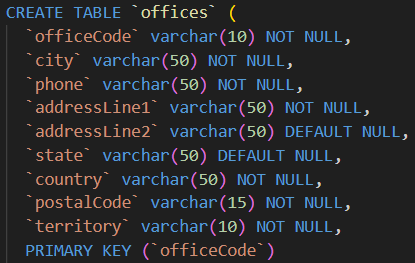 CREATE TABLE `offices` (
`officeCode` varchar(10) NOT NULL,
`city` varchar(50) NOT NULL,
`phone` varchar(50) NOT NULL,
`addressLine1` varchar(50) NOT NULL,
`addressLine2` varchar(50) DEFAULT NULL,
`state` varchar(50) DEFAULT NULL,
`country` varchar(50) NOT NULL,
`postalCode` varchar(15) NOT NULL,
`territory` varchar(10) NOT NULL,
PRIMARY KEY (`officeCode`)